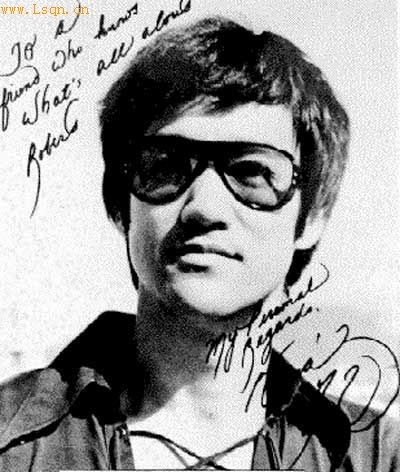 www.Lsqn.cn
To a
friend who knows
what's all about
Roberto
My Personal
Regards,